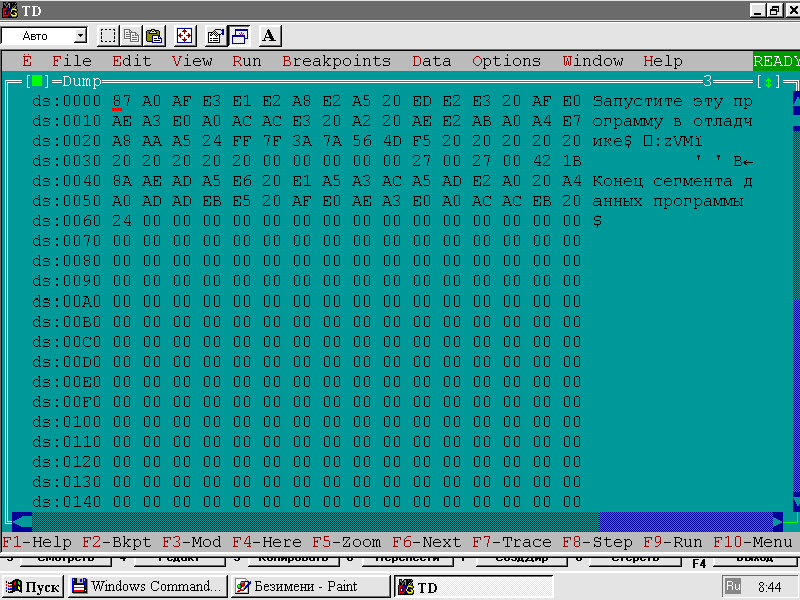 TD
Авто
A
Ё File Edit View Run Breakpoints Data Options Window Help READY
[■]=Dump 3 [↕]
ds:0000 87 A0 AF E3 E1 E2 A8 E2 A5 20 ED E2 E3 20 AF E0 Запустите эту пр
ds:0010 AE A3 E0 A0 AC AC E3 20 A2 20 AE E2 AB A0 A4 E7 ограмму в отладч
ds:0020 A8 AA A5 24 FF 7F 3A 7A 56 4D F5 20 20 20 20 20 ике$ ⌂:zVMї
ds:0030 20 20 20 20 20 00 00 00 00 00 27 00 27 00 42 1B ' ' B←
ds:0040 8A AE AD A5 E6 20 E1 A5 A3 AC A5 AD E2 A0 20 A4 Конец сегмента д
ds:0050 A0 AD AD EB E5 20 AF E0 AE A3 E0 A0 AC AC EB 20 анных программы
ds:0060 24 00 00 00 00 00 00 00 00 00 00 00 00 00 00 00 $
ds:0070 00 00 00 00 00 00 00 00 00 00 00 00 00 00 00 00
ds:0080 00 00 00 00 00 00 00 00 00 00 00 00 00 00 00 00
ds:0090 00 00 00 00 00 00 00 00 00 00 00 00 00 00 00 00
ds:00A0 00 00 00 00 00 00 00 00 00 00 00 00 00 00 00 00
ds:00B0 00 00 00 00 00 00 00 00 00 00 00 00 00 00 00 00
ds:00C0 00 00 00 00 00 00 00 00 00 00 00 00 00 00 00 00
ds:00D0 00 00 00 00 00 00 00 00 00 00 00 00 00 00 00 00
ds:00E0 00 00 00 00 00 00 00 00 00 00 00 00 00 00 00 00
ds:00F0 00 00 00 00 00 00 00 00 00 00 00 00 00 00 00 00
ds:0100 00 00 00 00 00 00 00 00 00 00 00 00 00 00 00 00
ds:0110 00 00 00 00 00 00 00 00 00 00 00 00 00 00 00 00
ds:0120 00 00 00 00 00 00 00 00 00 00 00 00 00 00 00 00
ds:0130 00 00 00 00 00 00 00 00 00 00 00 00 00 00 00 00
ds:0140 00 00 00 00 00 00 00 00 00 00 00 00 00 00 00 00
F1-Help F2-Bkpt F3-Mod F4-Here F5-Zoom F6-Next F7-Trace F8-Step F9-Run F10-Menu
Смотреть Редакт Копировать Перенести СоздДир Стереть F4 Выход
Пуск Windows Command... Безимени - Paint TD Ru 8:44